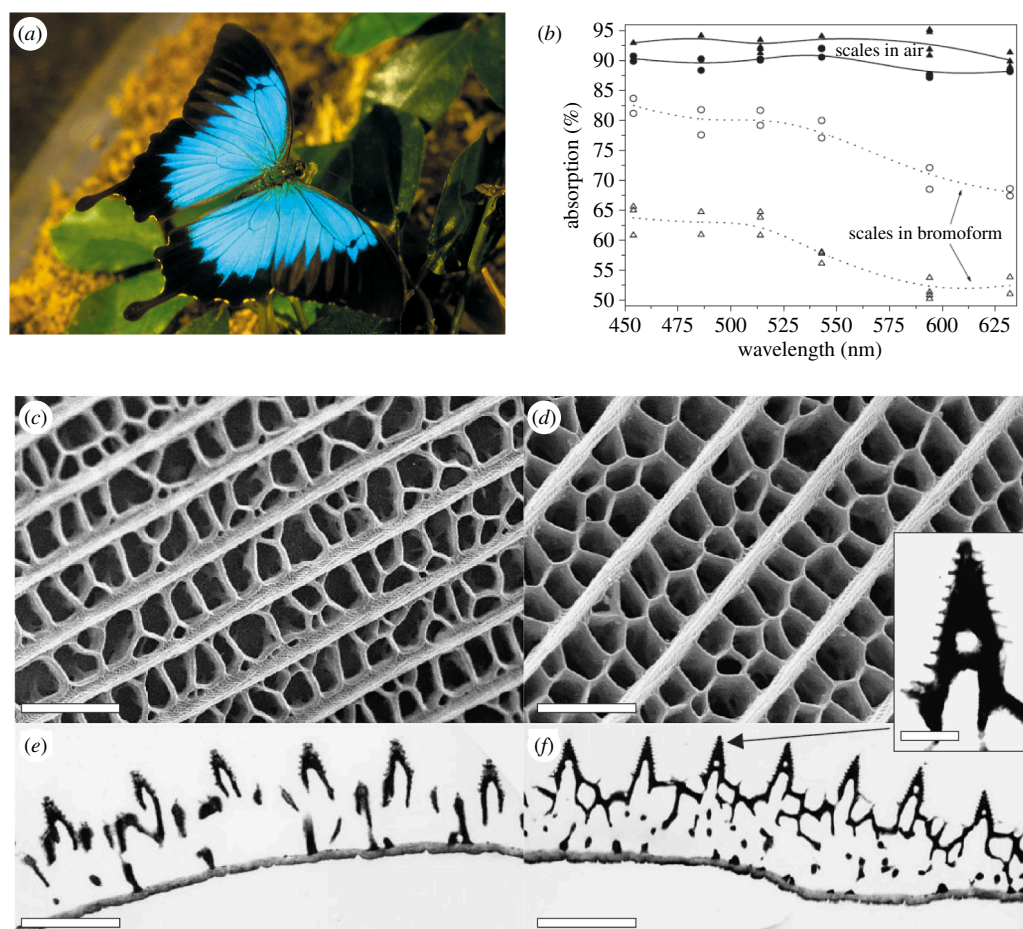 (a)
(b)
95
90
85
80
75
70
65
60
55
50
absorption (%)
scales in air
scales in bromoform
450
475
500
525
550
575
600
625
wavelength (nm)
(c)
(d)
(e)
(f)